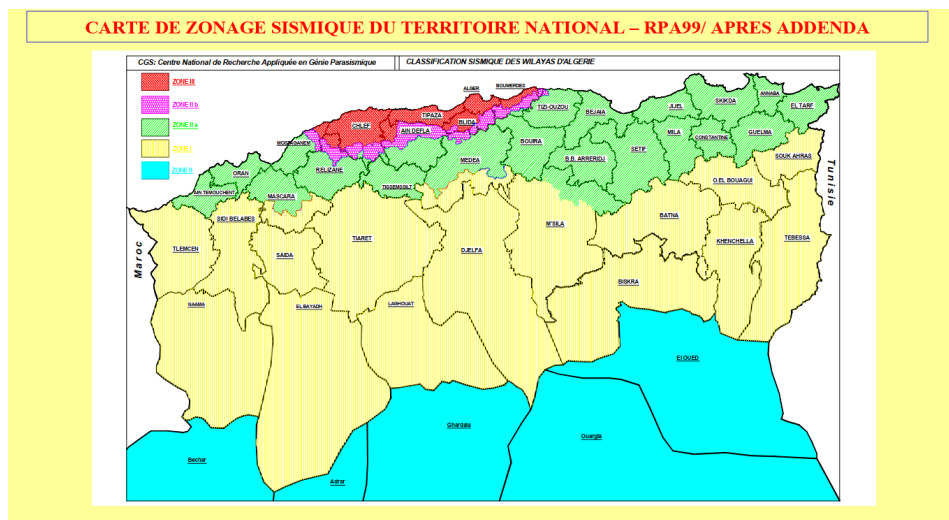 CARTE DE ZONAGE SISMIQUE DU TERRITOIRE NATIONAL – RPA99/ APRES ADDENDA
CGS: Centre National de Recherche Appliquée en Génie Parasismique
CLASSIFICATION SISMIQUE DES WILAYAS D'ALGERIE
ZONE III
ZONE II b
ZONE II a
ZONE I
ZONE 0
ALGER
BOUMERDES
TIPAZA
BLIDA
CHLEF
AIN DEFLA
TIZI-OUZOU
BEJAIA
JIJEL
SKIKDA
ANNABA
EL TARF
MOSTAGANEM
RELIZANE
MEDEA
BOUIRA
B.B. ARRERIDJ
SETIF
MILA
CONSTANTINE
GUELMA
SOUK AHRAS
ORAN
AIN TEMOUCHENT
MASCARA
TISSEMSILT
O.EL BOUAGUI
SIDI BELABES
TLEMCEN
SAIDA
TIARET
DJELFA
M'SILA
BATNA
KHENCHELLA
TEBESSA
BISKRA
NAAMA
EL BAYADH
LAGHOUAT
El OUED
Ghardaia
Ouargla
Bechar
Adrar
Maroc
Tunisie